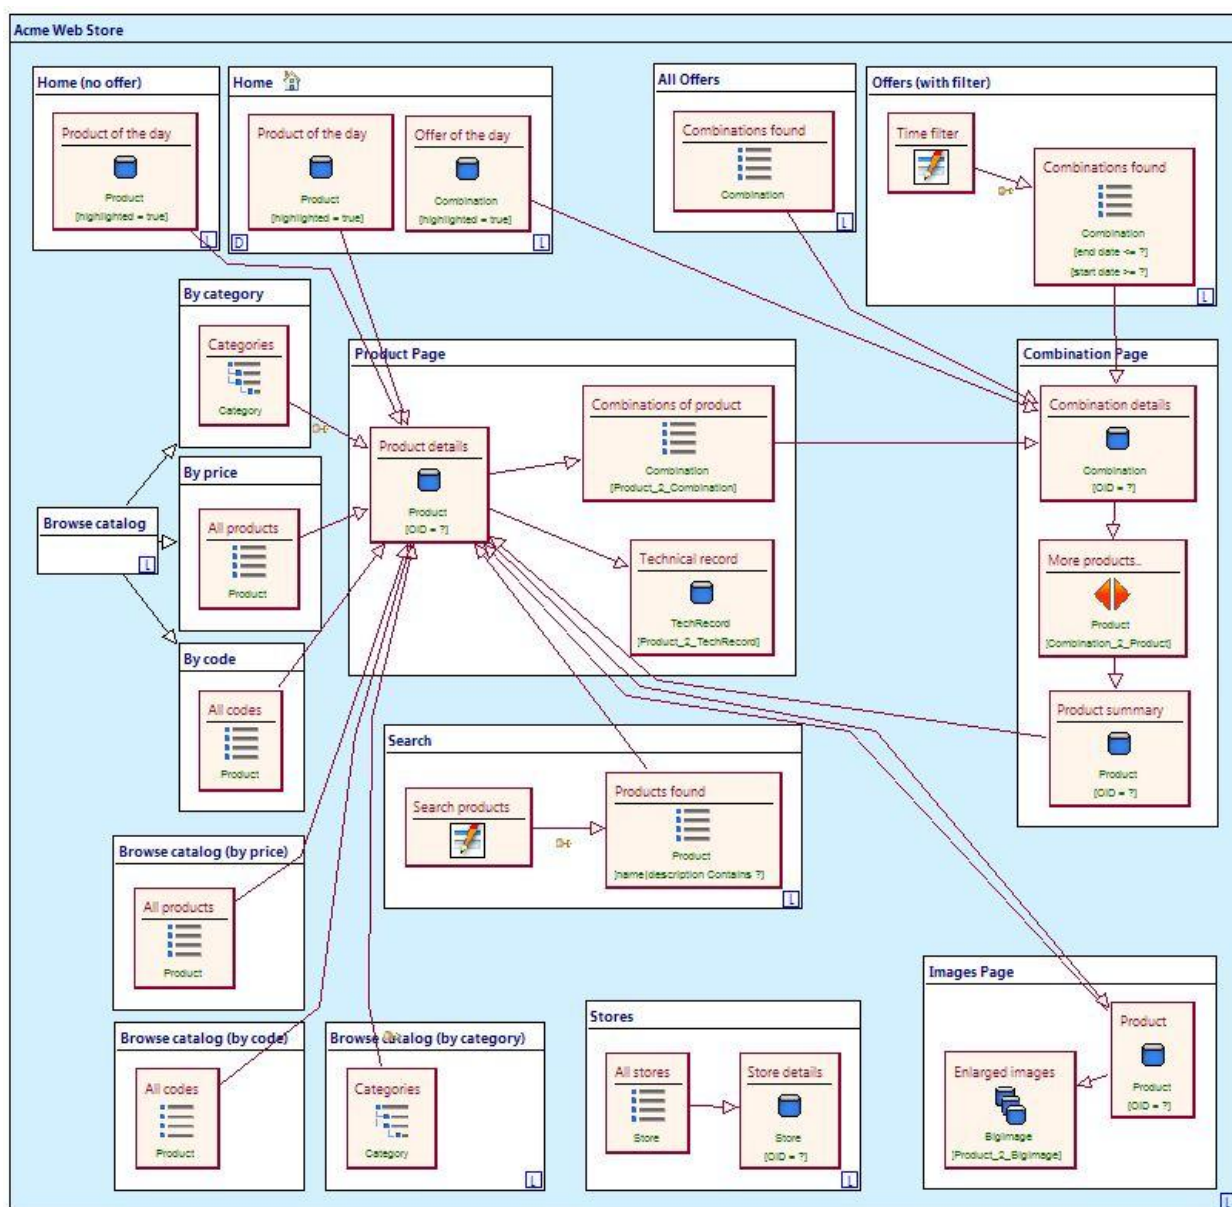 Acme Web Store
Home (no offer)
Product of the day
Product
[highlighted = true]
L
Home
Product of the day
Product
[highlighted = true]
Offer of the day
Combination
[highlighted = true]
D
L
All Offers
Combinations found
Combination
L
Offers (with filter)
Time filter
Combinations found
Combination
[end date <= ?]
[start date >= ?]
L
By category
Categories
Category
Browse catalog
L
By price
All products
Product
By code
All codes
Product
Product Page
Product details
Product
[OID = ?]
Combinations of product
Combination
[Product_2_Combination]
Technical record
TechRecord
[Product_2_TechRecord]
Combination Page
Combination details
Combination
[OID = ?]
More products..
Product
[Combination_2_Product]
Product summary
Product
[OID = ?]
Search
Search products
Products found
Product
[name|description Contains ?]
L
Browse catalog (by price)
All products
Product
Browse catalog (by code)
All codes
Product
Browse catalog (by category)
Categories
Category
L
Stores
All stores
Store
Store details
Store
[OID = ?]
L
Images Page
Product
Product
[OID = ?]
Enlarged images
BigImage
[Product_2_BigImage]
L